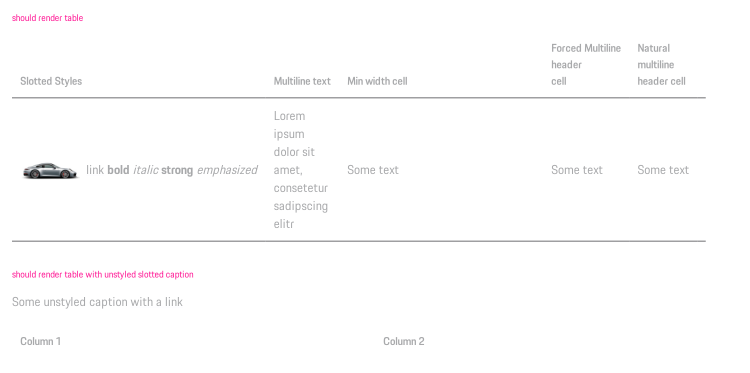 should render table
Slotted Styles
Multiline text
Min width cell
Forced Multiline
header
cell
Natural
multiline
header cell
link bold italic strong emphasized
Lorem
ipsum
dolor sit
amet,
consetetur
sadipscing
elitr
Some text
Some text
Some text
should render table with unstyled slotted caption
Some unstyled caption with a link
Column 1
Column 2